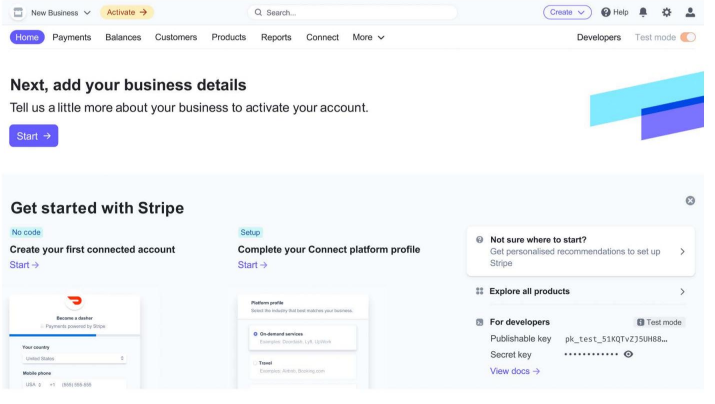 New Business
Activate →
Search...
Create
Help
Home Payments Balances Customers Products Reports Connect More
Developers Test mode
Next, add your business details
Tell us a little more about your business to activate your account.
Start →
Get started with Stripe
No code
Create your first connected account
Start →
Become a dasher
Payments powered by Stripe
Your country
United States
Mobile phone
USA +1 (555) 555-555
Setup
Complete your Connect platform profile
Start →
Platform profile
Select the industry that best matches your business.
On-demand services
Examples: Doordash, Lyft, Upwork
Travel
Examples: Airbnb, Booking.com
Not sure where to start?
Get personalised recommendations to set up
Stripe
Explore all products
For developers
Test mode
Publishable key pk_test_51KQTvZJ5UH88…
Secret key ••••••••••••
View docs →